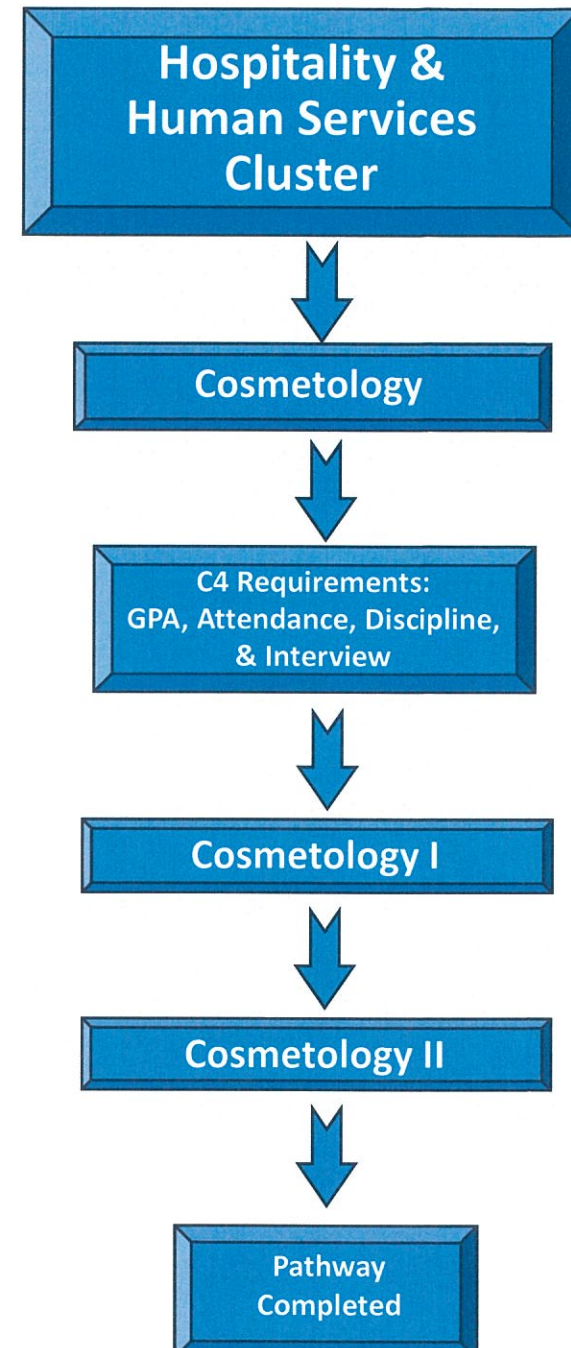 Hospitality &
Human Services
Cluster
Cosmetology
C4 Requirements:
GPA, Attendance, Discipline,
& Interview
Cosmetology I
Cosmetology II
Pathway
Completed